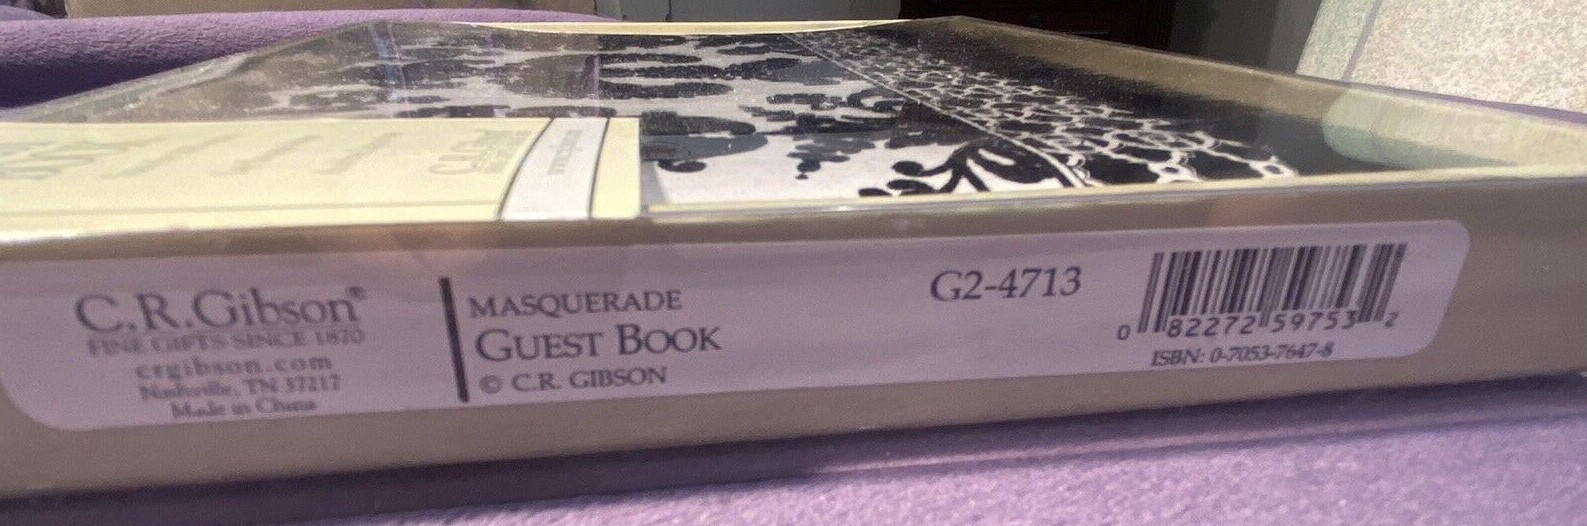 C.R.Gibson®
FINE GIFTS SINCE 1870
crgibson.com
Nashville, TN 37217
Made in China
MASQUERADE
GUEST BOOK
© C.R. GIBSON
G2-4713
0 82272 59753 2
ISBN: 0-7053-7647-8